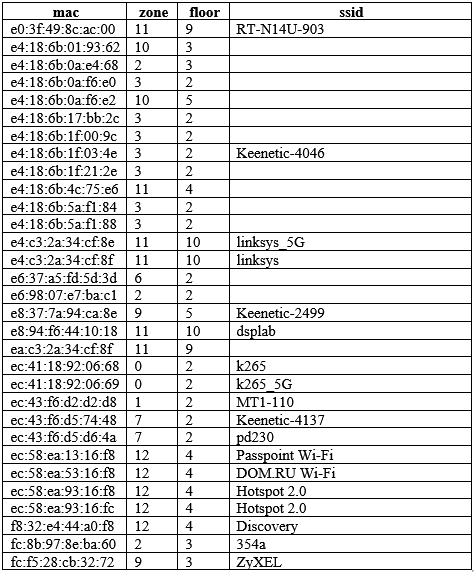 mac zone floor ssid
e0:3f:49:8c:ac:00 11 9 RT-N14U-903
e4:18:6b:01:93:62 10 3
e4:18:6b:0a:e4:68 2 3
e4:18:6b:0a:f6:e0 3 2
e4:18:6b:0a:f6:e2 10 5
e4:18:6b:17:bb:2c 3 2
e4:18:6b:1f:00:9c 3 2
e4:18:6b:1f:03:4e 3 2 Keenetic-4046
e4:18:6b:1f:21:2e 3 2
e4:18:6b:4c:75:e6 11 4
e4:18:6b:5a:f1:84 3 2
e4:18:6b:5a:f1:88 3 2
e4:c3:2a:34:cf:8e 11 10 linksys_5G
e4:c3:2a:34:cf:8f 11 10 linksys
e6:37:a5:fd:5d:3d 6 2
e6:98:07:e7:ba:c1 2 2
e8:37:7a:94:ca:8e 9 5 Keenetic-2499
e8:94:f6:44:10:18 11 10 dsplab
ea:c3:2a:34:cf:8f 11 9
ec:41:18:92:06:68 0 2 k265
ec:41:18:92:06:69 0 2 k265_5G
ec:43:f6:d2:d2:d8 1 2 MT1-110
ec:43:f6:d5:74:48 7 2 Keenetic-4137
ec:43:f6:d5:d6:4a 7 2 pd230
ec:58:ea:13:16:f8 12 4 Passpoint Wi-Fi
ec:58:ea:53:16:f8 12 4 DOM.RU Wi-Fi
ec:58:ea:93:16:f8 12 4 Hotspot 2.0
ec:58:ea:93:16:fc 12 4 Hotspot 2.0
f8:32:e4:44:a0:f8 12 4 Discovery
fc:8b:97:8e:ba:60 2 3 354a
fc:f5:28:cb:32:72 9 3 ZyXEL